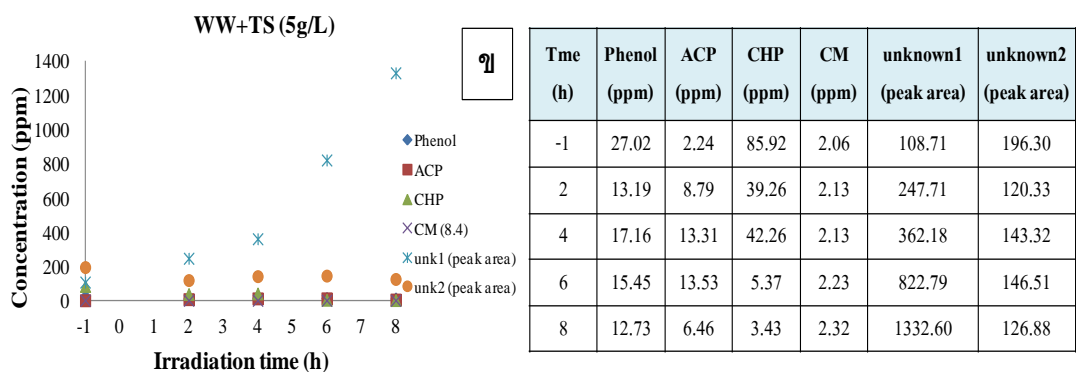 WW+TS (5g/L)
Concentration (ppm)
1400
1200
1000
800
600
400
200
0
-1 0 1 2 3 4 5 6 7 8
Irradiation time (h)
Phenol
ACP
CHP
CM (8.4)
unk1 (peak area)
unk2 (peak area)
ข
Tme Phenol ACP CHP CM unknown1 unknown2
(h) (ppm) (ppm) (ppm) (ppm) (peak area) (peak area)
-1 27.02 2.24 85.92 2.06 108.71 196.30
2 13.19 8.79 39.26 2.13 247.71 120.33
4 17.16 13.31 42.26 2.13 362.18 143.32
6 15.45 13.53 5.37 2.23 822.79 146.51
8 12.73 6.46 3.43 2.32 1332.60 126.88